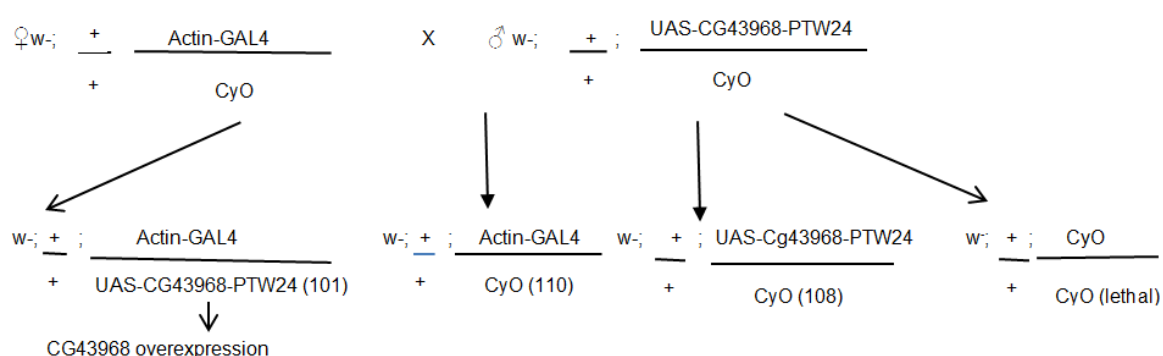 ♀w-; + Actin-GAL4 X ♂ w-; + ; UAS-CG43968-PTW24
+ CyO + CyO
w-; + ; Actin-GAL4 w-; + ; Actin-GAL4 w-; + ; UAS-Cg43968-PTW24 w-; + ; CyO
+ UAS-CG43968-PTW24 (101) + CyO (110) + CyO (108) + CyO (lethal)
CG43968 overexpression